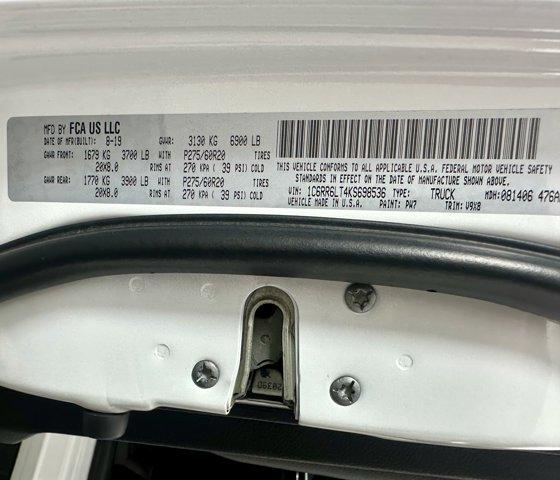 MFD BY FCA US LLC
DATE OF MFR(BUILT): 8-19 GVWR: 3130 KG 6900 LB
GAWR FRONT: 1679 KG 3700 LB WITH P275/60R20 TIRES
20X8.0 RIMS AT 270 KPA ( 39 PSI) COLD
GAWR REAR: 1770 KG 3900 LB WITH P275/60R20 TIRES
20X8.0 RIMS AT 270 KPA ( 39 PSI) COLD
THIS VEHICLE CONFORMS TO ALL APPLICABLE U.S.A. FEDERAL MOTOR VEHICLE SAFETY
STANDARDS IN EFFECT ON THE DATE OF MANUFACTURE SHOWN ABOVE.
VIN: 1C6RR6LT4KS698536 TYPE: TRUCK MDH: 081406 476A
VEHICLE MADE IN U.S.A. PAINT: PW7 TRIM: V9X8